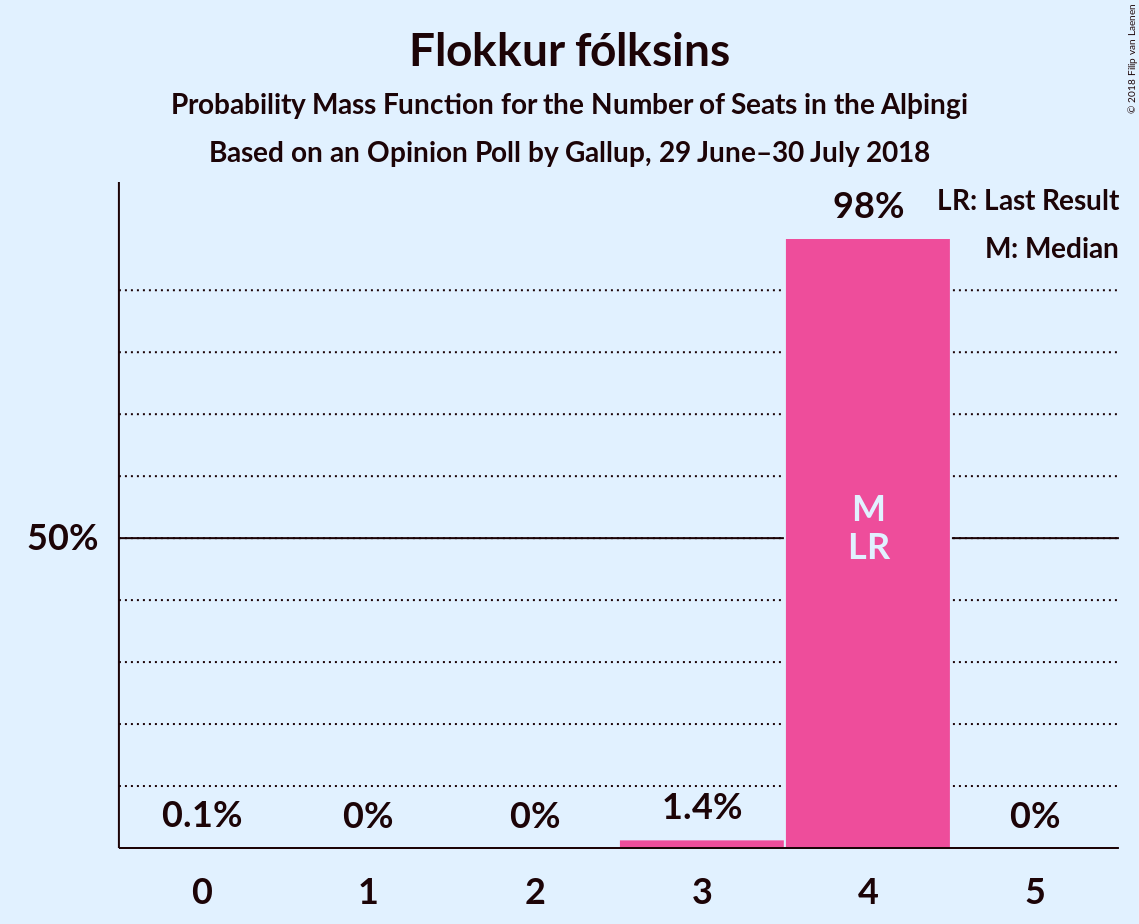 Flokkur fólksins
Probability Mass Function for the Number of Seats in the Alþingi
Based on an Opinion Poll by Gallup, 29 June–30 July 2018
© 2018 Filip van Laenen
LR: Last Result
M: Median
98%
50%
M
LR
0.1%
0%
0%
1.4%
0%
0 1 2 3 4 5